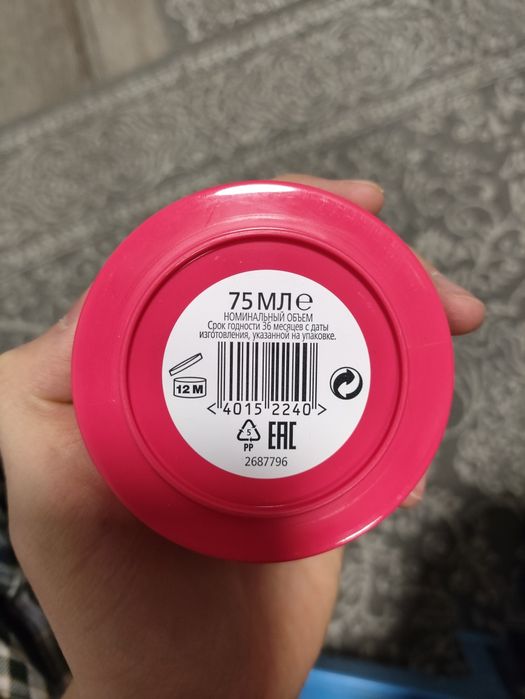 75 МЛ ℮
НОМИНАЛЬНЫЙ ОБЪЕМ
Срок годности 36 месяцев с даты
изготовления, указанной на упаковке.
12 M
<4015 2240>
5
PP
EAC
2687796